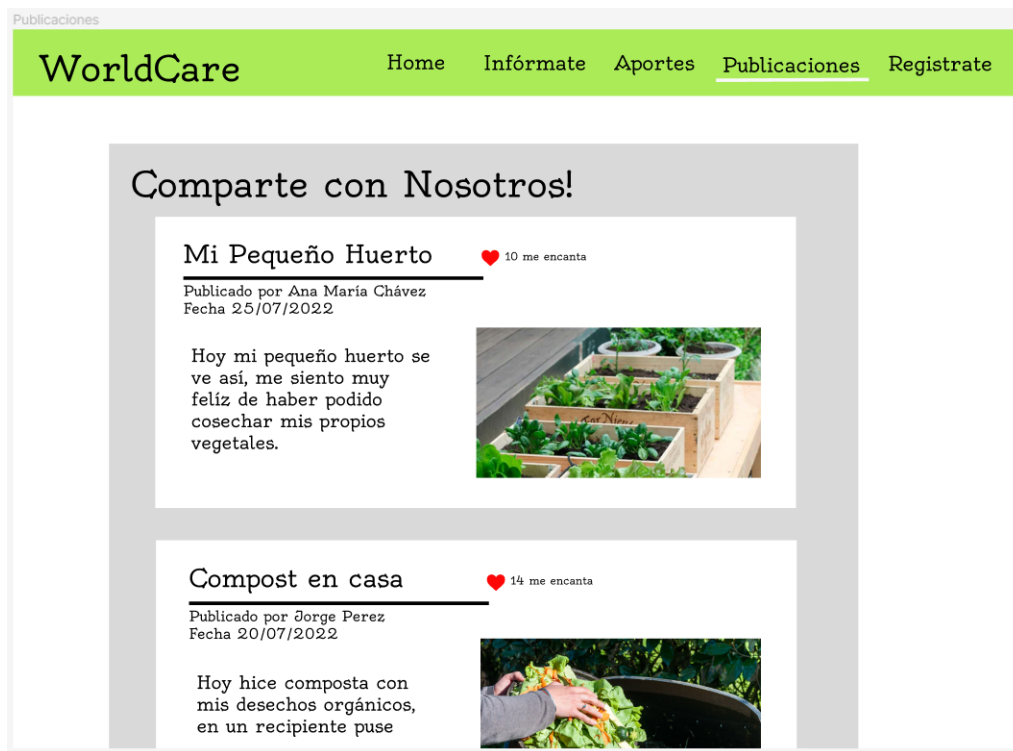 Publicaciones
WorldCare
Home Infórmate Aportes Publicaciones Registrate
Comparte con Nosotros!
Mi Pequeño Huerto
10 me encanta
Publicado por Ana María Chávez
Fecha 25/07/2022
Hoy mi pequeño huerto se
ve así, me siento muy
felíz de haber podido
cosechar mis propios
vegetales.
Compost en casa
14 me encanta
Publicado por Jorge Perez
Fecha 20/07/2022
Hoy hice composta con
mis desechos orgánicos,
en un recipiente puse